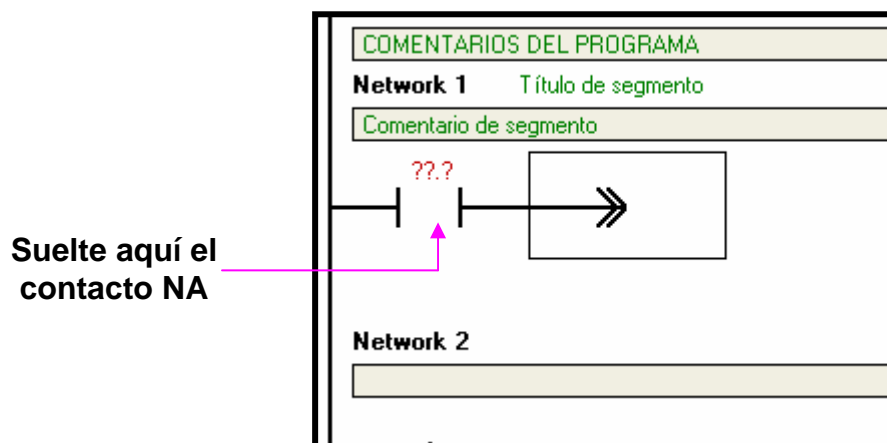 COMENTARIOS DEL PROGRAMA
Network 1 Título de segmento
Comentario de segmento
??.?
Suelte aquí el
contacto NA
Network 2